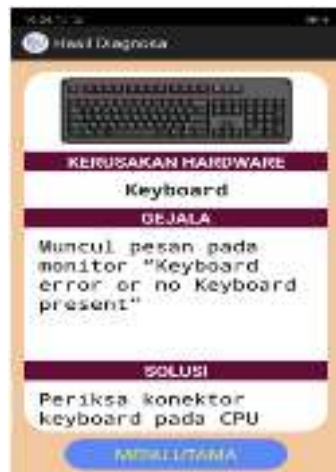 Hasil Diagnosa
KERUSAKAN HARDWARE
Keyboard
GEJALA
Muncul pesan pada
monitor "Keyboard
error or no Keyboard
present"
SOLUSI
Periksa konektor
keyboard pada CPU
MENU UTAMA